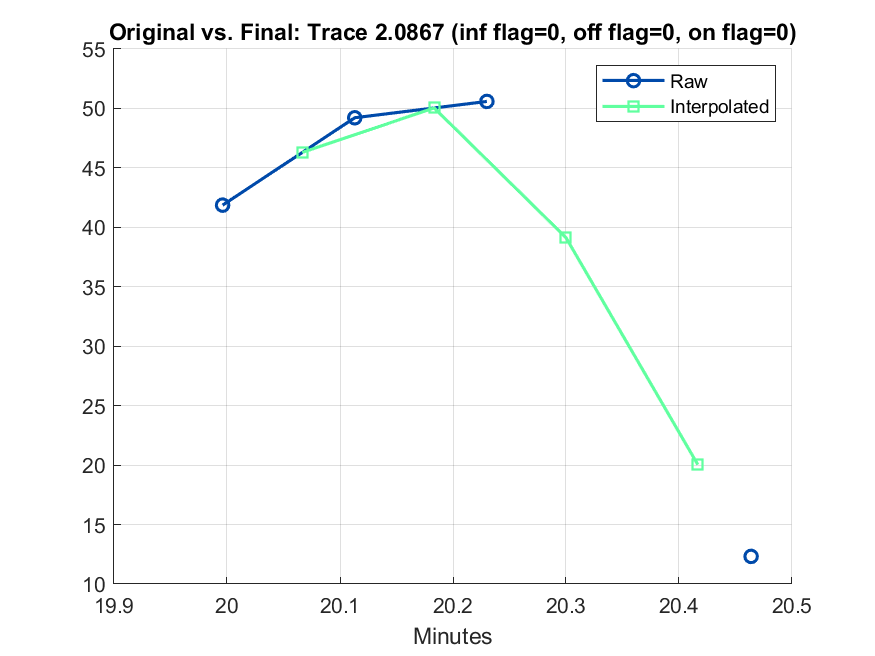 Original vs. Final: Trace 2.0867 (inf flag=0, off flag=0, on flag=0)
55
50
45
40
35
30
25
20
15
10
Raw
Interpolated
19.9 20 20.1 20.2 20.3 20.4 20.5
Minutes